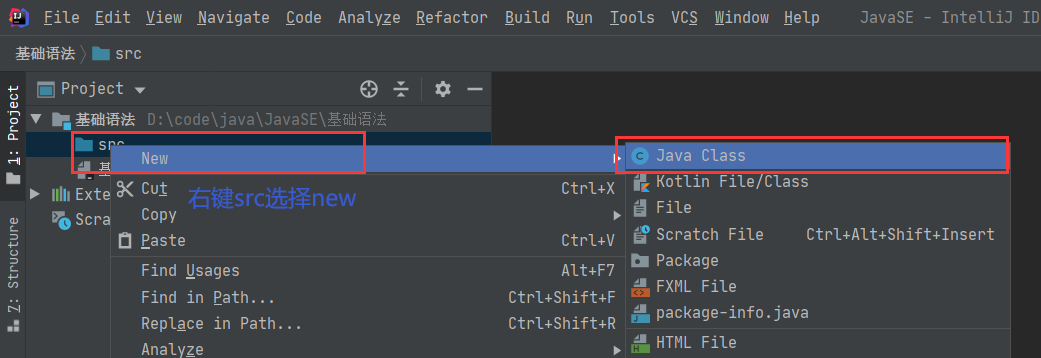 File Edit View Navigate Code Analyze Refactor Build Run Tools VCS Window Help JavaSE - IntelliJ ID
基础语法 src
1: Project
Project
基础语法 D:\code\java\JavaSE\基础语法
src
New
Java Class
Cut Ctrl+X
右键src选择new
Kotlin File/Class
Copy
File
Paste Ctrl+V
Scratch File Ctrl+Alt+Shift+Insert
Package
Find Usages Alt+F7
FXML File
Find in Path... Ctrl+Shift+F
package-info.java
Replace in Path... Ctrl+Shift+R
HTML File
Analyze
Exte
Scra
Z: Structure